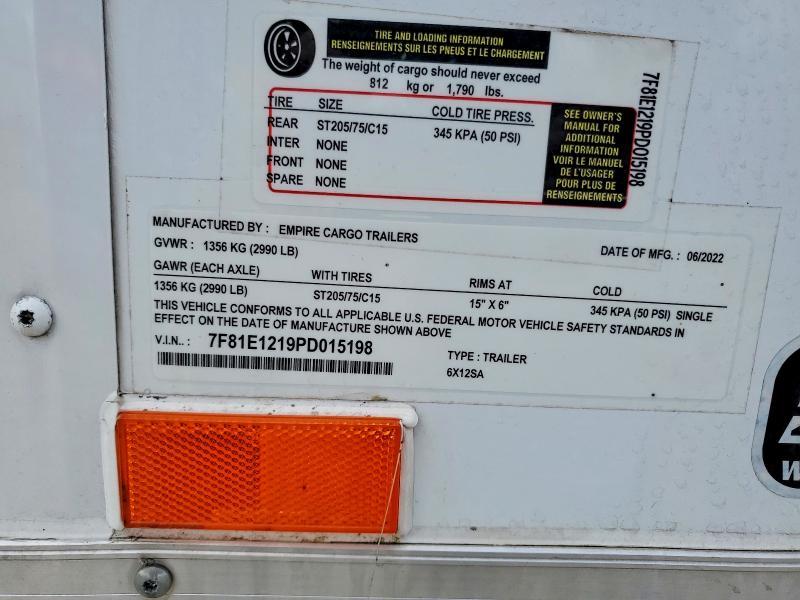 TIRE AND LOADING INFORMATION
RENSEIGNEMENTS SUR LES PNEUS ET LE CHARGEMENT
The weight of cargo should never exceed
812 kg or 1,790 lbs.
TIRE SIZE COLD TIRE PRESS.
REAR ST205/75/C15 345 KPA (50 PSI)
INTER NONE
FRONT NONE
SPARE NONE
SEE OWNER'S
MANUAL FOR
ADDITIONAL
INFORMATION
VOIR LE MANUEL
DE L'USAGER
POUR PLUS DE
RENSEIGNEMENTS
7F81E1219PD015198
MANUFACTURED BY : EMPIRE CARGO TRAILERS
GVWR : 1356 KG (2990 LB) DATE OF MFG. : 06/2022
GAWR (EACH AXLE) WITH TIRES RIMS AT COLD
1356 KG (2990 LB) ST205/75/C15 15" X 6" 345 KPA (50 PSI) SINGLE
THIS VEHICLE CONFORMS TO ALL APPLICABLE U.S. FEDERAL MOTOR VEHICLE SAFETY STANDARDS IN
EFFECT ON THE DATE OF MANUFACTURE SHOWN ABOVE
V.I.N.. : 7F81E1219PD015198 TYPE : TRAILER
6X12SA